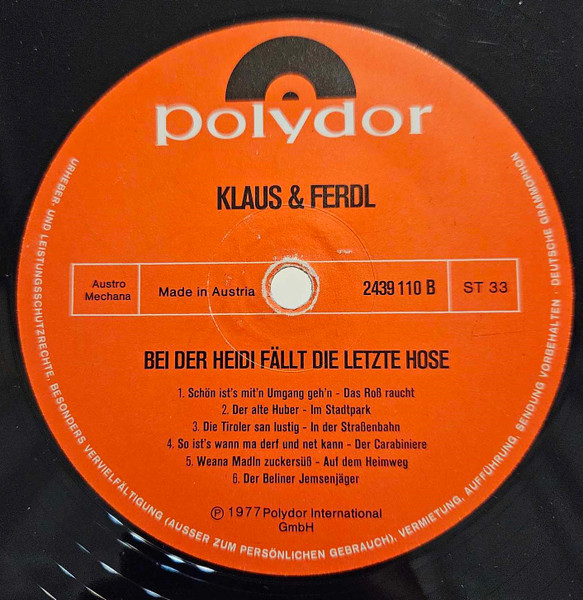 polydor
KLAUS & FERDL
Austro
Mechana
Made in Austria
2439 110 B
ST 33
BEI DER HEIDI FÄLLT DIE LETZTE HOSE
1. Schön ist's mit'n Umgang geh'n - Das Roß raucht
2. Der alte Huber - Im Stadtpark
3. Die Tiroler san lustig - In der Straßenbahn
4. So ist's wann ma derf und net kann - Der Carabiniere
5. Weana Madln zuckersüß - Auf dem Heimweg
6. Der Beliner Jemsenjäger
Ⓟ 1977 Polydor International
GmbH
URHEBER- UND LEISTUNGSSCHUTZRECHTE, BESONDERS VERVIELFÄLTIGUNG (AUSSER ZUM PERSÖNLICHEN GEBRAUCH), VERMIETUNG, AUFFÜHRUNG, SENDUNG VORBEHALTEN · DEUTSCHE GRAMMOPHON